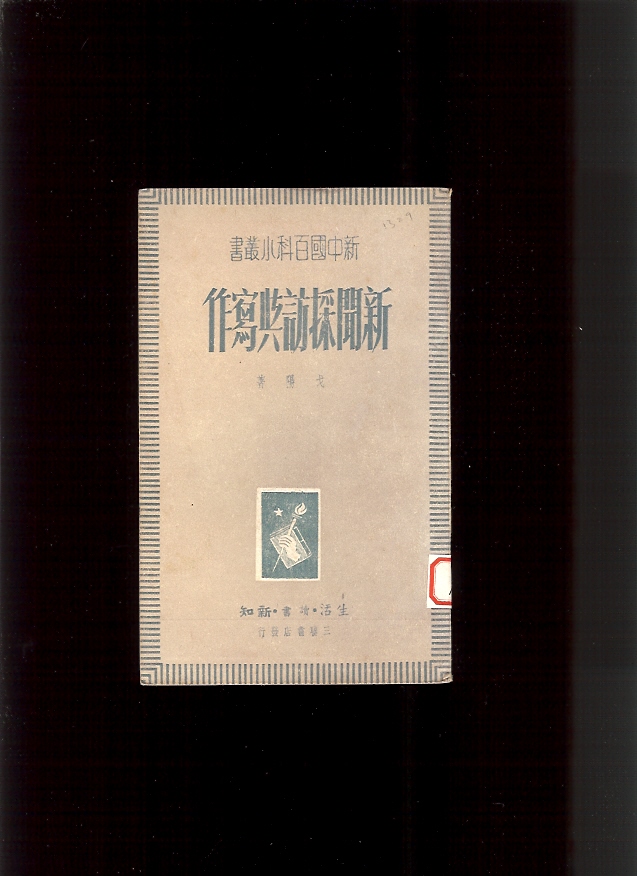 1329
新中國百科小叢書
新聞採訪與寫作
戈揚著
生活·讀書·新知
三聯書店發行